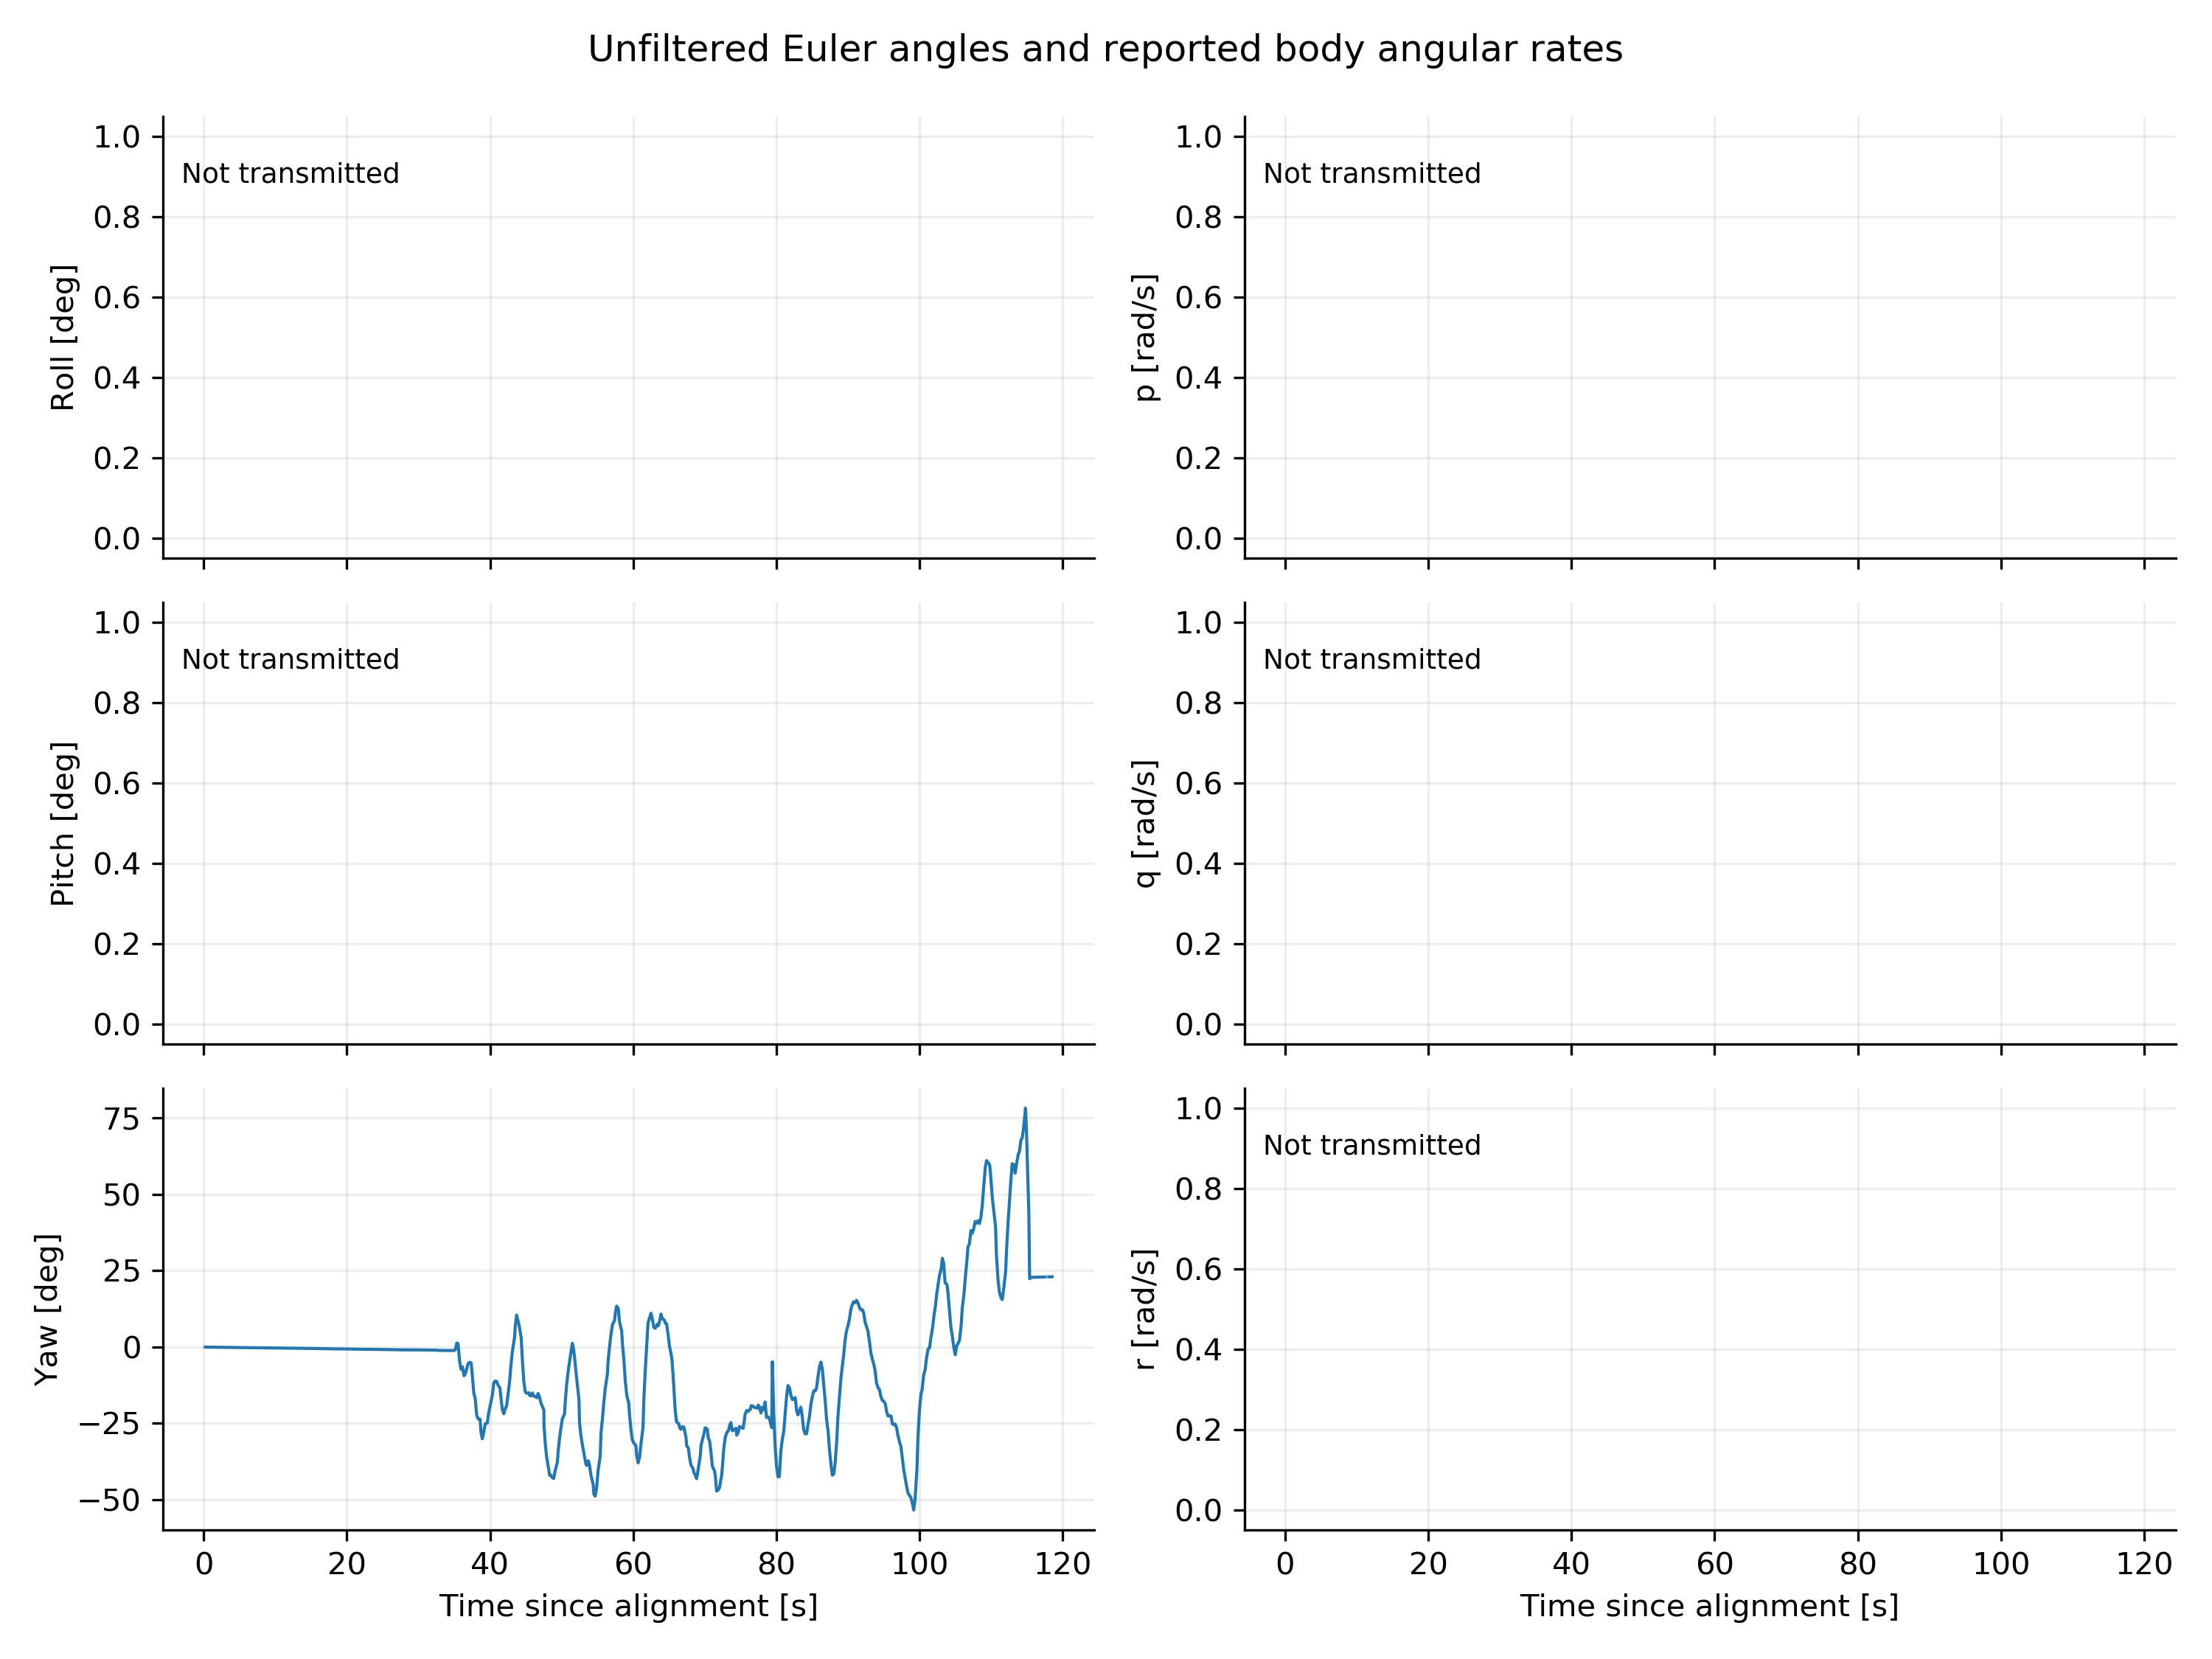 Unfiltered Euler angles and reported body angular rates
1.0
0.8
0.6
0.4
0.2
0.0
Roll [deg]
Not transmitted
1.0
0.8
0.6
0.4
0.2
0.0
p [rad/s]
Not transmitted
1.0
0.8
0.6
0.4
0.2
0.0
Pitch [deg]
Not transmitted
1.0
0.8
0.6
0.4
0.2
0.0
q [rad/s]
Not transmitted
75
50
25
0
−25
−50
Yaw [deg]
0 20 40 60 80 100 120
Time since alignment [s]
1.0
0.8
0.6
0.4
0.2
0.0
r [rad/s]
Not transmitted
0 20 40 60 80 100 120
Time since alignment [s]